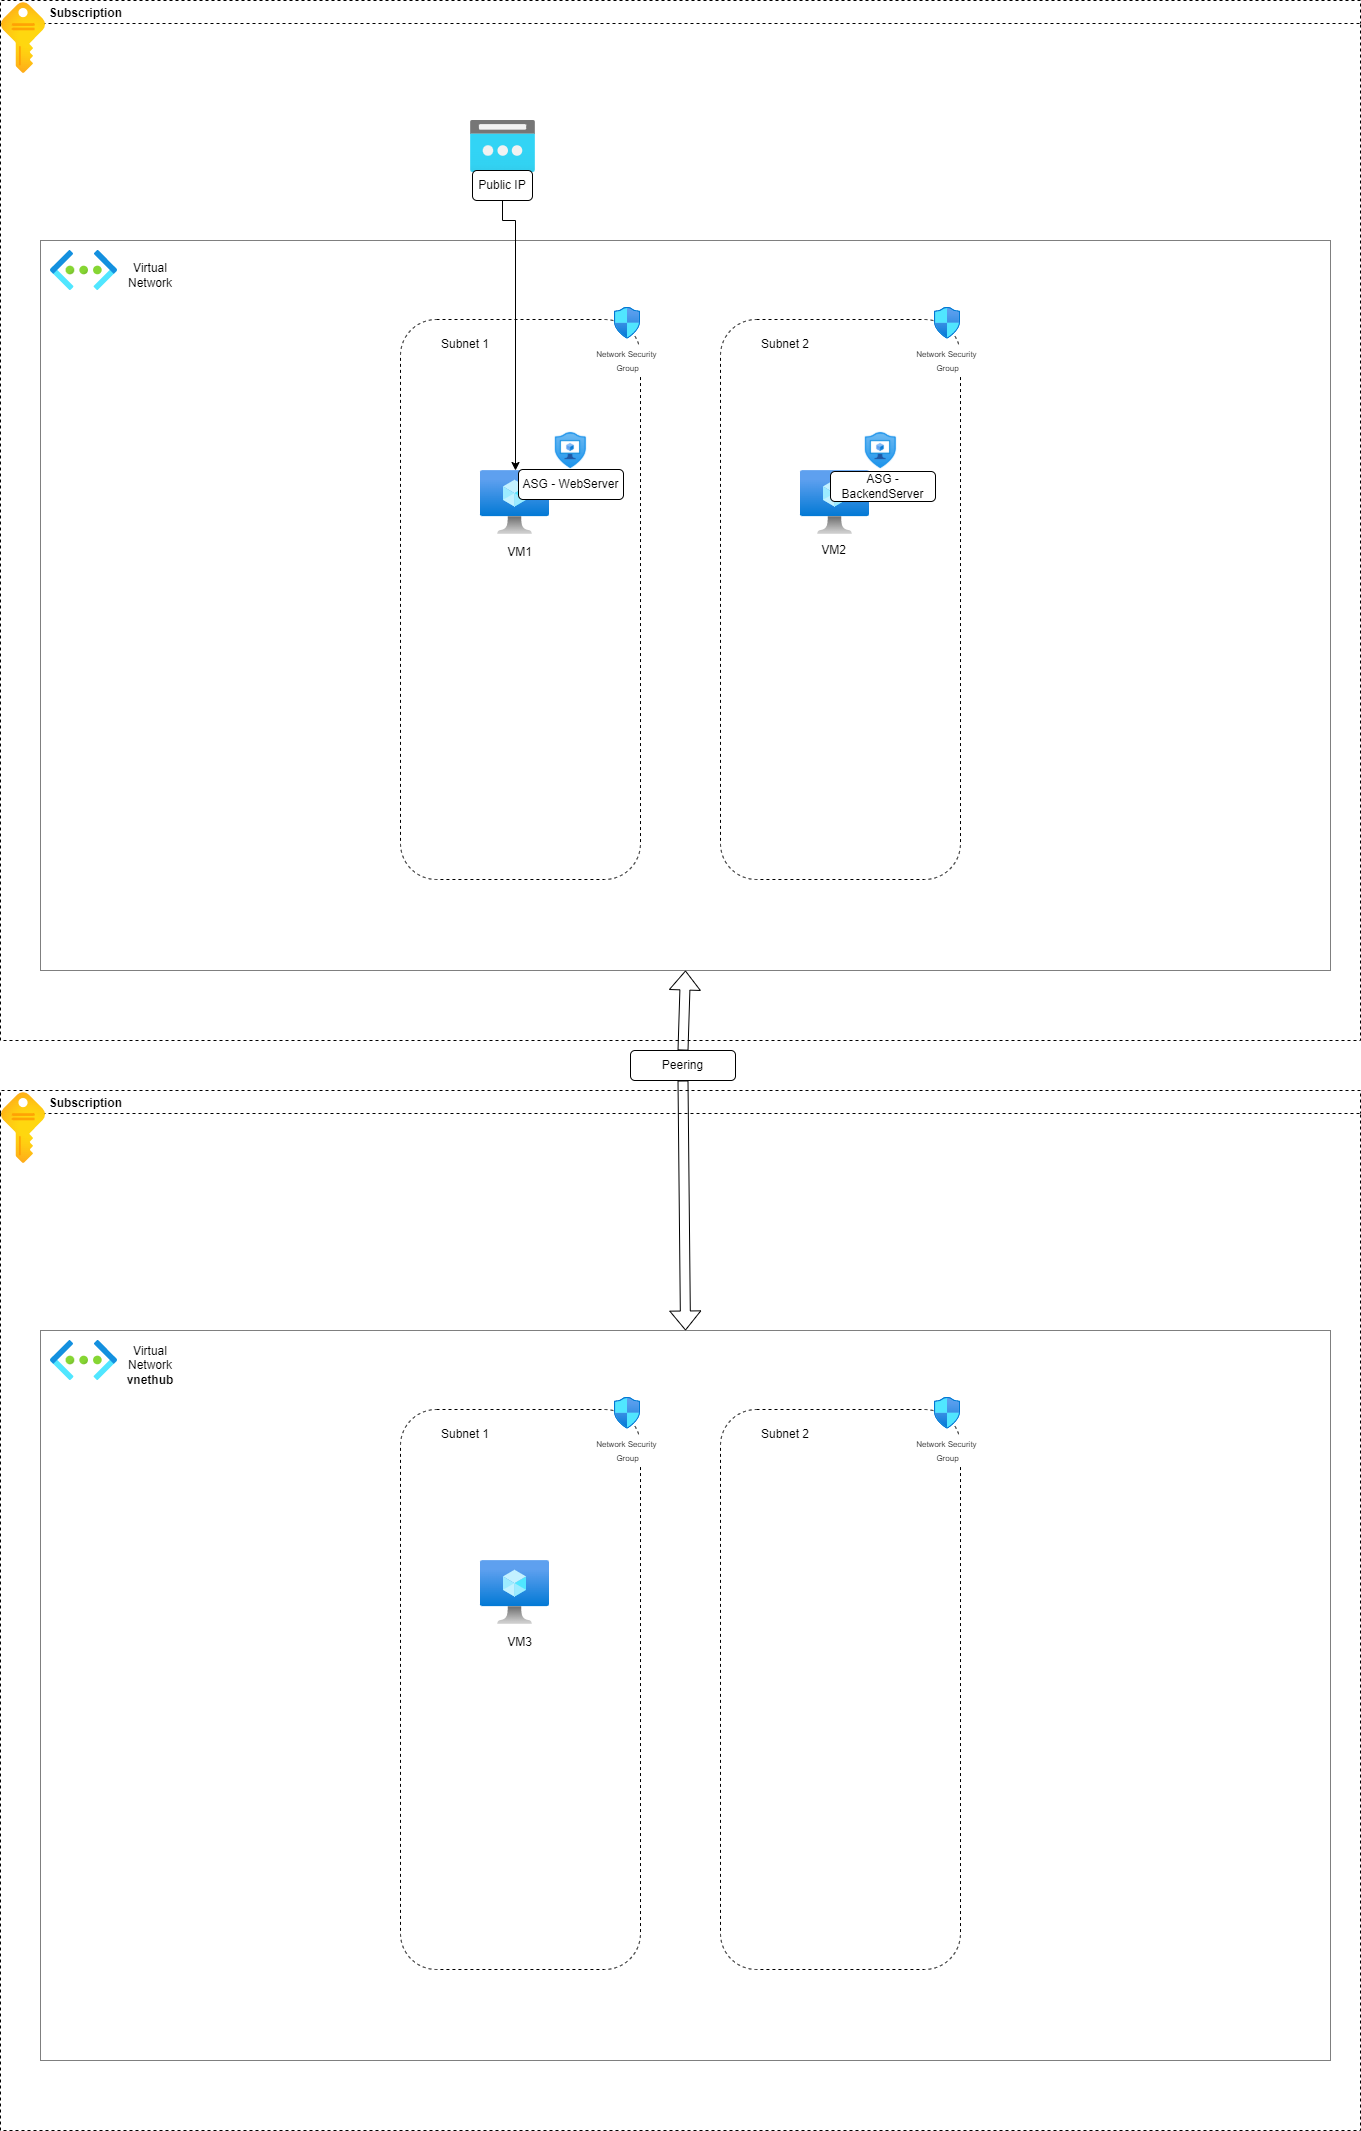 Subscription
Public IP
Virtual
Network
Subnet 1
Network Security
Group
Subnet 2
Network Security
Group
ASG - WebServer
VM1
ASG -
BackendServer
VM2
Peering
Subscription
Virtual
Network
vnethub
Subnet 1
Network Security
Group
Subnet 2
Network Security
Group
VM3